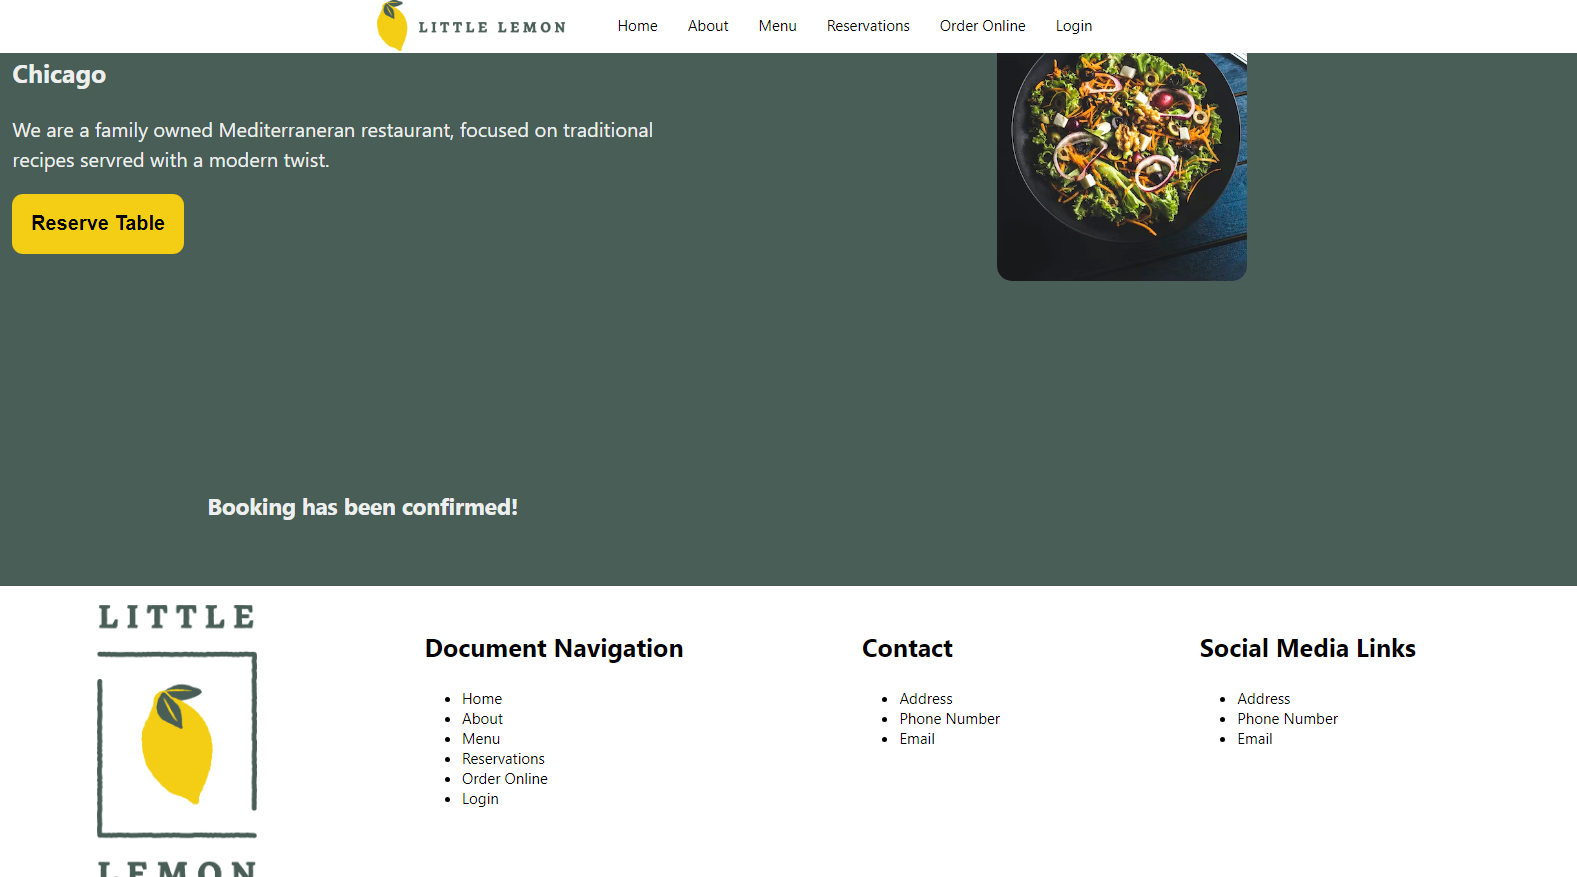 LITTLE LEMON
Home About Menu Reservations Order Online Login
Chicago
We are a family owned Mediterraneran restaurant, focused on traditional
recipes servred with a modern twist.
Reserve Table
Booking has been confirmed!
LITTLE
LEMON
Document Navigation
Home
About
Menu
Reservations
Order Online
Login
Contact
Address
Phone Number
Email
Social Media Links
Address
Phone Number
Email